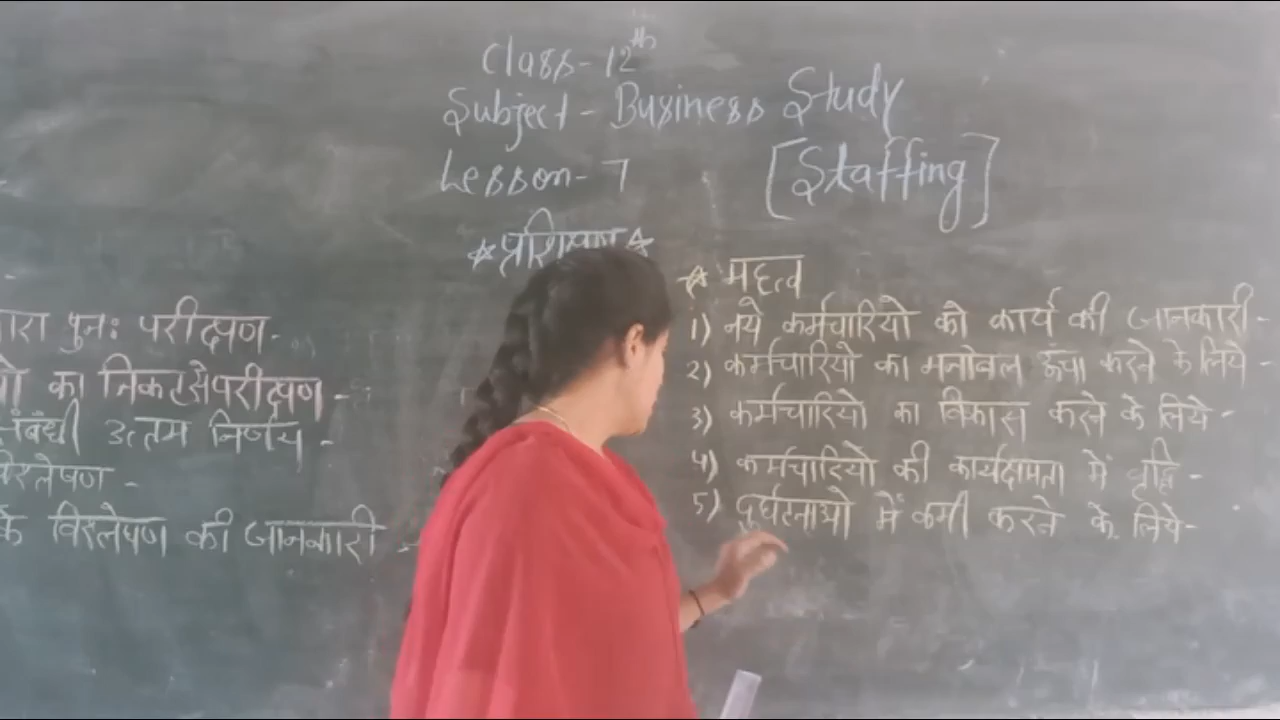 Class-12th
Subject - Business Study
Lesson-7 [Staffing]
*प्रशिक्षण*
पुनः परीक्षण-
का निकट से परीक्षण-
संबंधी उत्तम निर्णय-
विश्लेषण-
के विश्लेषण की जानकारी-
* महत्व
1) नये कर्मचारियो को कार्य की जानकारी-
2) कर्मचारियो का मनोबल ऊंचा करने के लिये-
3) कर्मचारियो का विकास करने के लिये-
4) कर्मचारियो की कार्यक्षमता में वृद्वि-
5) दुर्घटनाओ में कमी करने के लिये-